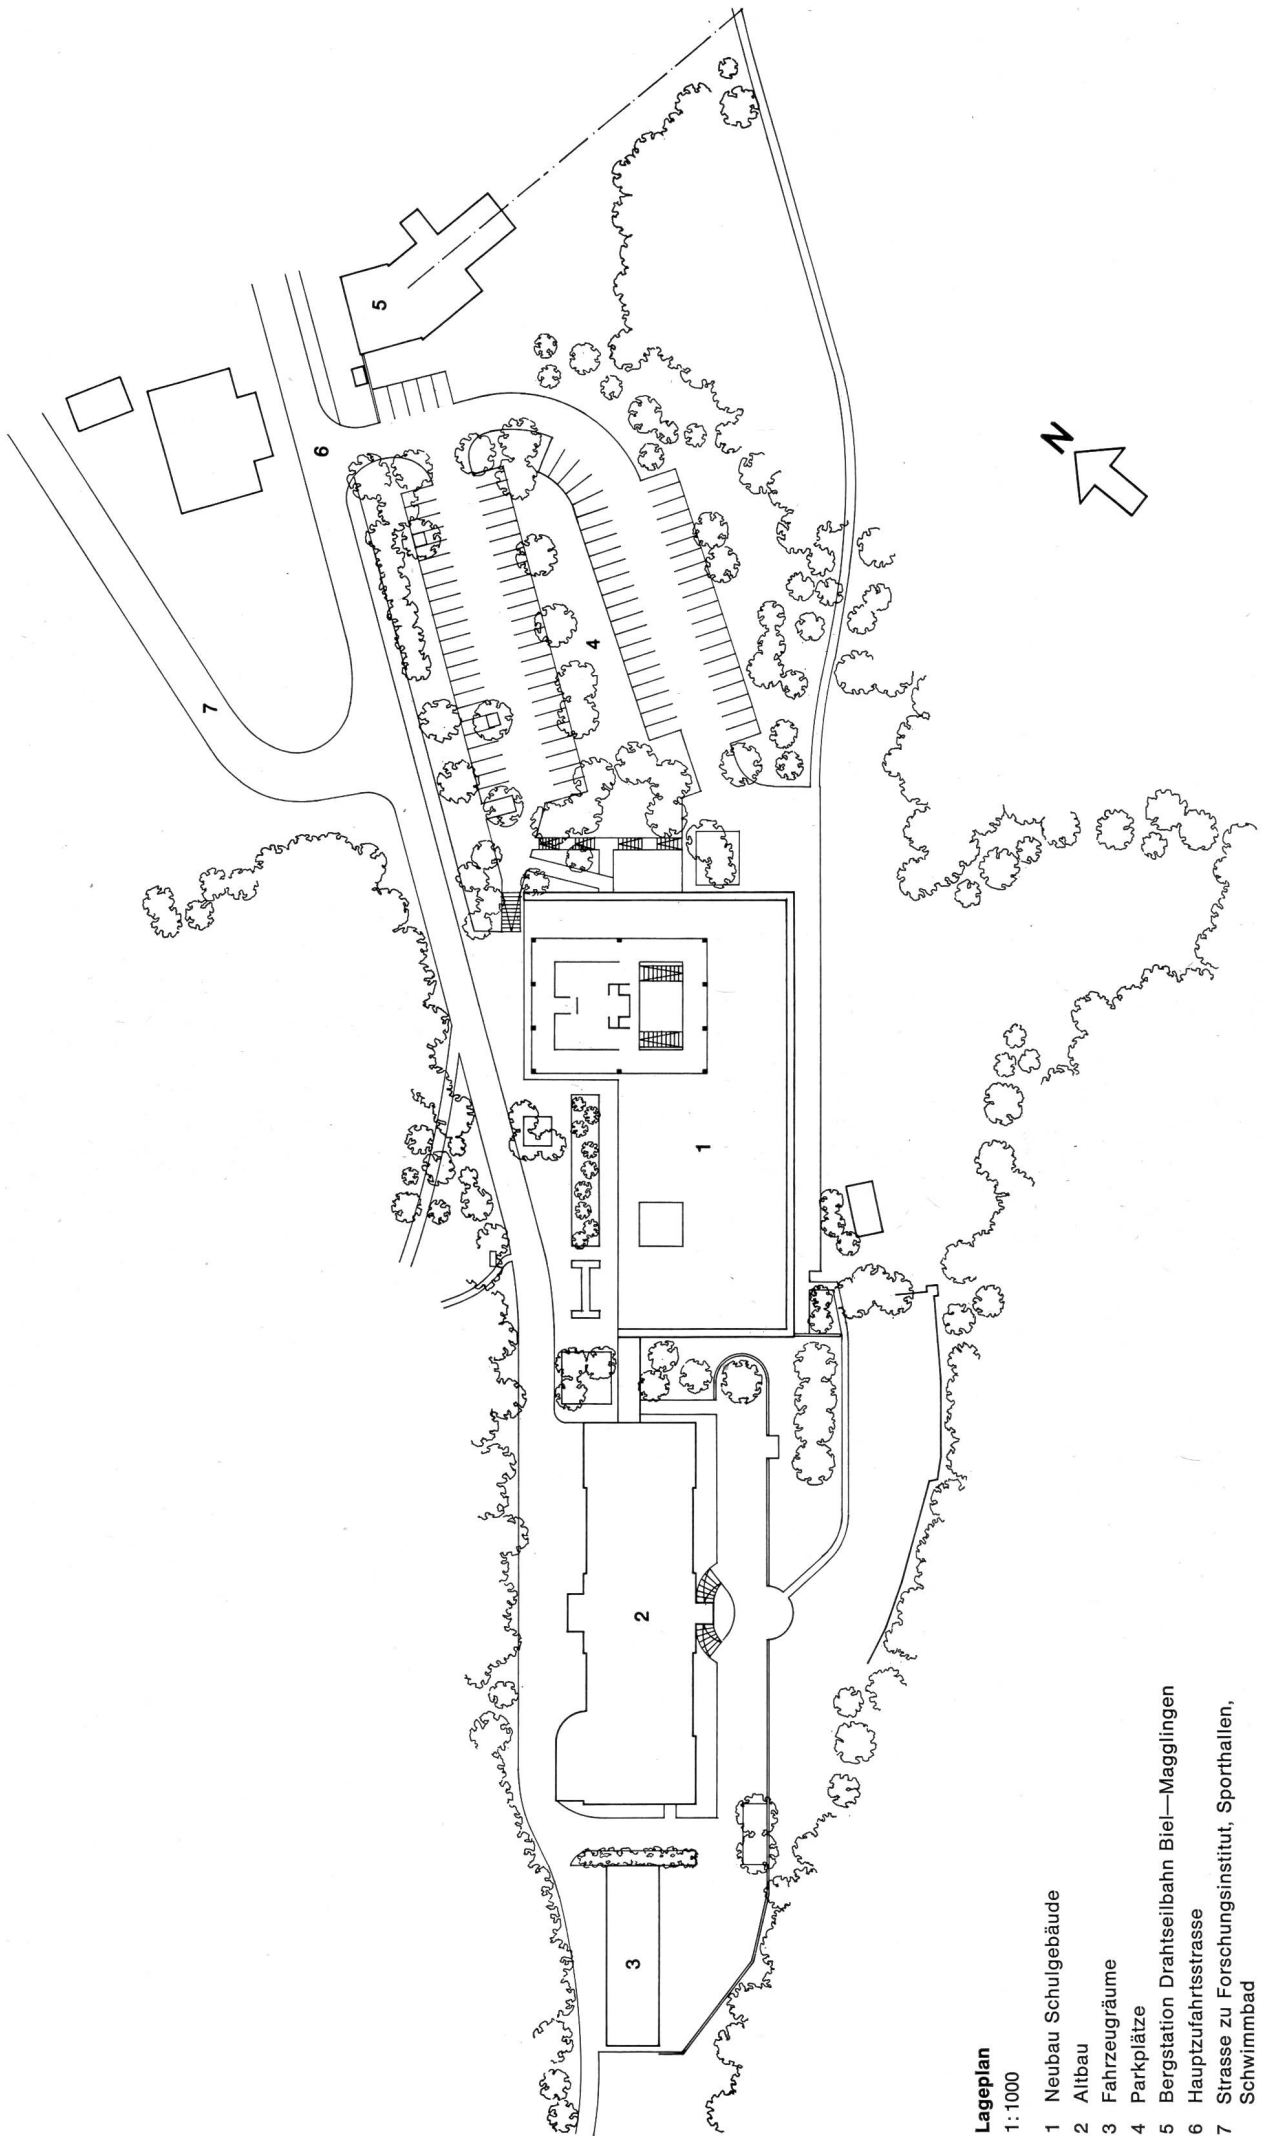 5
6
7
4
N
1
2
3
Lageplan
1:1000
1 Neubau Schulgebäude
2 Altbau
3 Fahrzeugräume
4 Parkplätze
5 Bergstation Drahtseilbahn Biel—Magglingen
6 Hauptzufahrtsstrasse
7 Strasse zu Forschungsinstitut, Sporthallen,
Schwimmbad